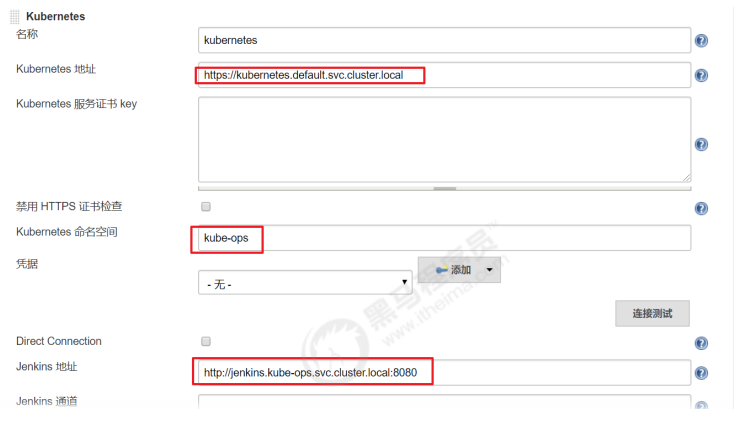 Kubernetes
名称
kubernetes
Kubernetes 地址
https://kubernetes.default.svc.cluster.local
Kubernetes 服务证书 key
禁用 HTTPS 证书检查
Kubernetes 命名空间
kube-ops
凭据
- 无 -
添加
连接测试
Direct Connection
Jenkins 地址
http://jenkins.kube-ops.svc.cluster.local:8080
Jenkins 通道
黑马程序员
www.itheima.com